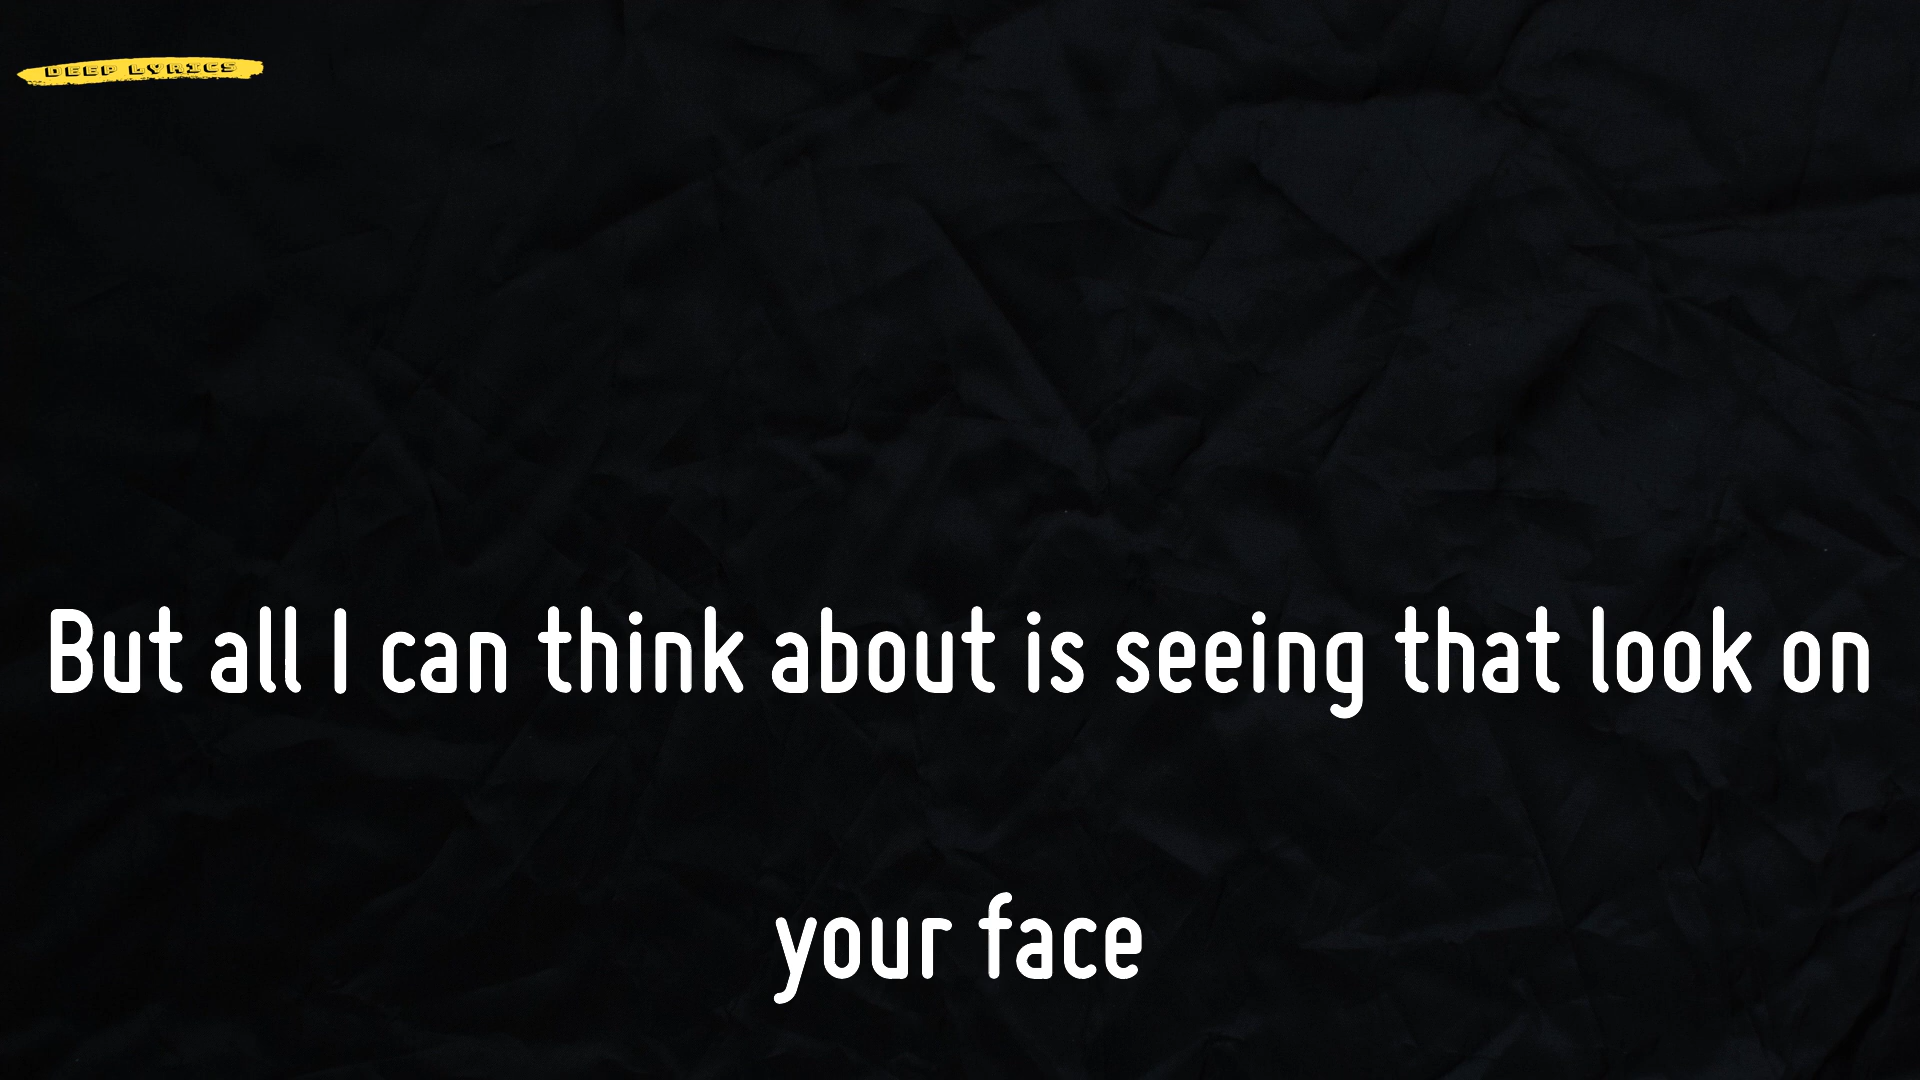 DEEP LYRICS
But all I can think about is seeing that look on
your face